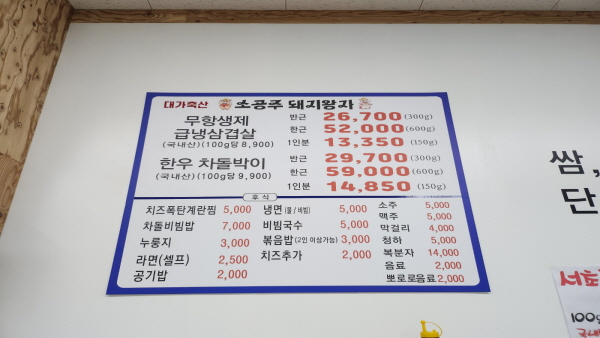 대가축산 소공주 돼지왕자
무항생제
급냉삼겹살
(국내산)(100g당 8,900)
반근 26,700(300g)
한근 52,000(600g)
1인분 13,350(150g)
한우 차돌박이
(국내산)(100g당 9,900)
반근 29,700(300g)
한근 59,000(600g)
1인분 14,850(150g)
후식
치즈폭탄계란찜 5,000
차돌비빔밥 7,000
누룽지 3,000
라면(셀프) 2,500
공기밥 2,000
냉면(물/비빔) 5,000
비빔국수 5,000
볶음밥(2인 이상가능) 3,000
치즈추가 2,000
소주 5,000
맥주 5,000
막걸리 4,000
청하 5,000
복분자 14,000
음료 2,000
뽀로로음료 2,000
쌈,
단